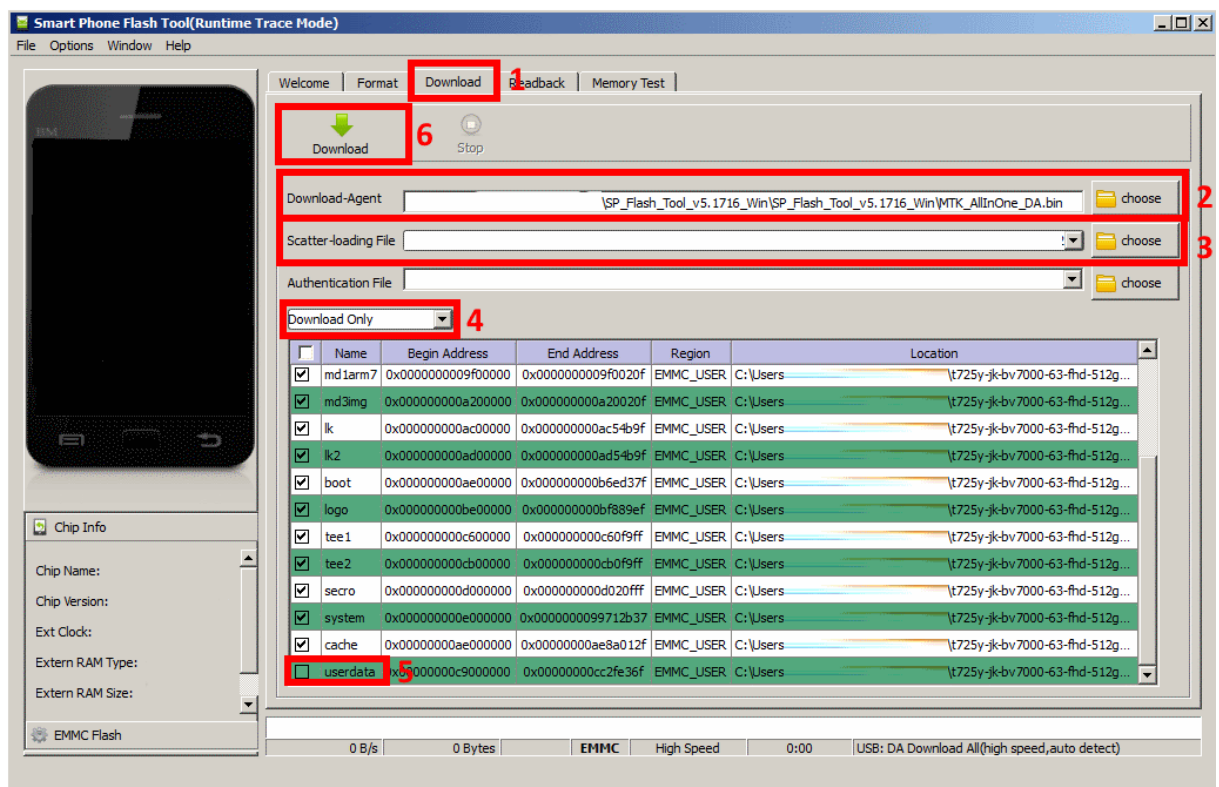 Smart Phone Flash Tool(Runtime Trace Mode)
File Options Window Help
Welcome Format Download Readback Memory Test
1
BM
Download Stop
6
Download-Agent \SP_Flash_Tool_v5.1716_Win\SP_Flash_Tool_v5.1716_Win\MTK_AllInOne_DA.bin choose
2
Scatter-loading File choose
3
Authentication File choose
Download Only
4
Name Begin Address End Address Region Location
md1arm7 0x0000000009f00000 0x0000000009f0020f EMMC_USER C:\Users \t725y-jk-bv7000-63-fhd-512g...
md3img 0x000000000a200000 0x000000000a20020f EMMC_USER C:\Users \t725y-jk-bv7000-63-fhd-512g...
lk 0x000000000ac00000 0x000000000ac54b9f EMMC_USER C:\Users \t725y-jk-bv7000-63-fhd-512g...
lk2 0x000000000ad00000 0x000000000ad54b9f EMMC_USER C:\Users \t725y-jk-bv7000-63-fhd-512g...
boot 0x000000000ae00000 0x000000000b6ed37f EMMC_USER C:\Users \t725y-jk-bv7000-63-fhd-512g...
logo 0x000000000be00000 0x000000000bf889ef EMMC_USER C:\Users \t725y-jk-bv7000-63-fhd-512g...
tee1 0x000000000c600000 0x000000000c60f9ff EMMC_USER C:\Users \t725y-jk-bv7000-63-fhd-512g...
tee2 0x000000000cb00000 0x000000000cb0f9ff EMMC_USER C:\Users \t725y-jk-bv7000-63-fhd-512g...
secro 0x000000000d000000 0x000000000d020fff EMMC_USER C:\Users \t725y-jk-bv7000-63-fhd-512g...
system 0x000000000e000000 0x0000000099712b37 EMMC_USER C:\Users \t725y-jk-bv7000-63-fhd-512g...
cache 0x00000000ae000000 0x00000000ae8a012f EMMC_USER C:\Users \t725y-jk-bv7000-63-fhd-512g...
userdata 0x00000000c9000000 0x00000000cc2fe36f EMMC_USER C:\Users \t725y-jk-bv7000-63-fhd-512g...
5
Chip Info
Chip Name:
Chip Version:
Ext Clock:
Extern RAM Type:
Extern RAM Size:
EMMC Flash
0 B/s 0 Bytes EMMC High Speed 0:00 USB: DA Download All(high speed,auto detect)